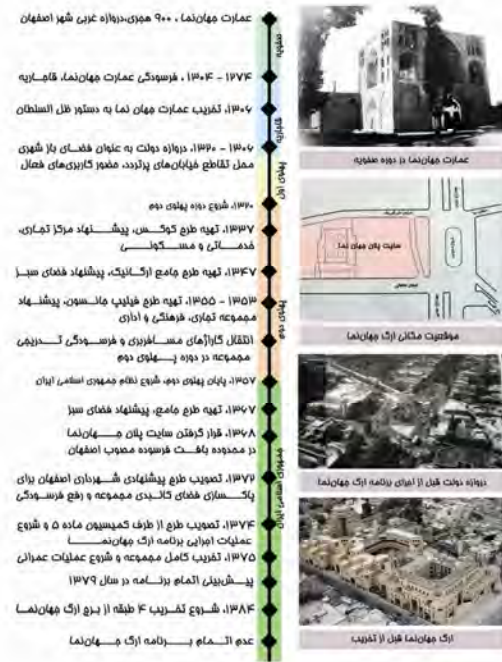 عمارت جهان‌نما، ۹۰۰ هجری،دروازه غربی شهر اصفهان
۱۲۷۴ - ۱۳۰۴، فرسودگی عمارت جهان‌نما، قاجاریه
۱۳۰۶، تخریب عمارت جهان نما به دستور ظل السلطان
۱۳۰۶ - ۱۳۲۰، دروازه دولت به عنوان فضای باز شهری
محل تقاطع خیابان‌های پرتردد، حضور کاربری‌های فعال
۱۳۲۰، شروع دوره پهلوی دوم
۱۳۳۷، تهیه طرح کوکس، پیشنهاد مرکز تجاری،
خدماتی و مسکونی
۱۳۴۷، تهیه طرح جامع ارگانیک، پیشنهاد فضای سبز
۱۳۵۳ - ۱۳۵۵، تهیه طرح فیلیپ جانسون، پیشنهاد
مجموعه تجاری، فرهنگی و اداری
انتقال گاراژهای مسافربری و فرسودگی تدریجی
مجموعه در دوره پهلوی دوم
۱۳۵۷، پایان پهلوی دوم، شروع نظام جمهوری اسلامی ایران
۱۳۶۷، تهیه طرح جامع، پیشنهاد فضای سبز
۱۳۶۸، قرار گرفتن سایت پلان جهان‌نما
در محدوده بافت فرسوده مصوب اصفهان
۱۳۷۲، تصویب طرح پیشنهادی شهرداری اصفهان برای
پاکسازی فضای کالبدی مجموعه و رفع فرسودگی
۱۳۷۴، تصویب طرح از طرف کمیسیون ماده ۵ و شروع
عملیات اجرایی برنامه ارگ جهان‌نما
۱۳۷۵، تخریب کامل مجموعه و شروع عملیات عمرانی
پیش‌بینی اتمام برنامه در سال ۱۳۷۹
۱۳۸۴، شروع تخریب ۴ طبقه از برج ارگ جهان‌نما
عدم اتمام برنامه ارگ جهان‌نما
صفویه
قاجاریه
پهلوی اول
پهلوی دوم
جمهوری اسلامی ایران
عمارت جهان‌نما در دوره صفویه
سایت پلان جهان نما
موقعیت مکانی ارگ جهان‌نما
دروازه دولت قبل از اجرای برنامه ارگ جهان‌نما
ارگ جهان‌نما قبل از تخریب